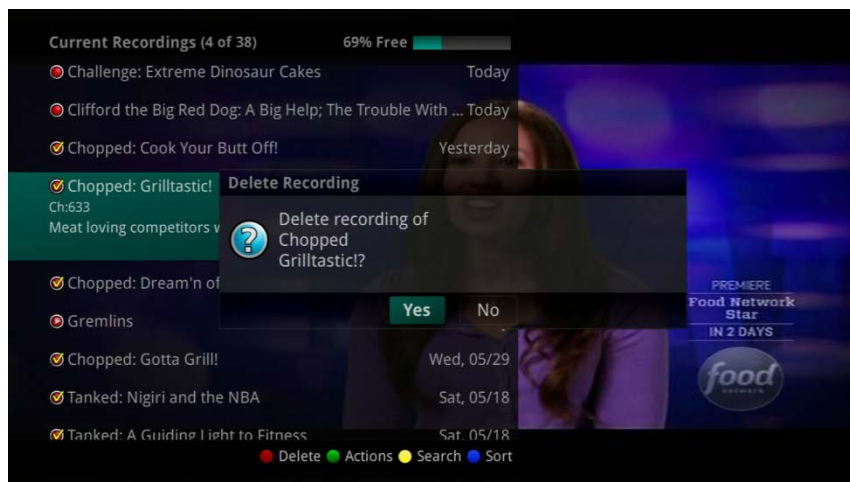 Current Recordings (4 of 38) 69% Free
Challenge: Extreme Dinosaur Cakes Today
Clifford the Big Red Dog: A Big Help; The Trouble With ... Today
Chopped: Cook Your Butt Off! Yesterday
Chopped: Grilltastic!
Ch:633
Meat loving competitors
Delete Recording
Delete recording of
Chopped
Grilltastic!?
Yes No
Chopped: Dream'n of
Gremlins
Chopped: Gotta Grill! Wed, 05/29
Tanked: Nigiri and the NBA Sat, 05/18
Tanked: A Guiding Light to Fitness Sat, 05/18
Delete Actions Search Sort
PREMIERE
Food Network
Star
IN 2 DAYS
food
network